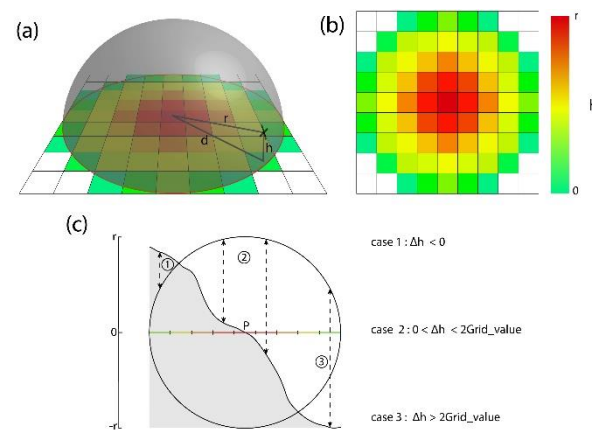 (a)
r
d
h
(b)
r
0
(c)
r
0
-r
①
②
P
③
case 1 : Δh < 0
case 2 : 0 < Δh < 2Grid_value
case 3 : Δh > 2Grid_value